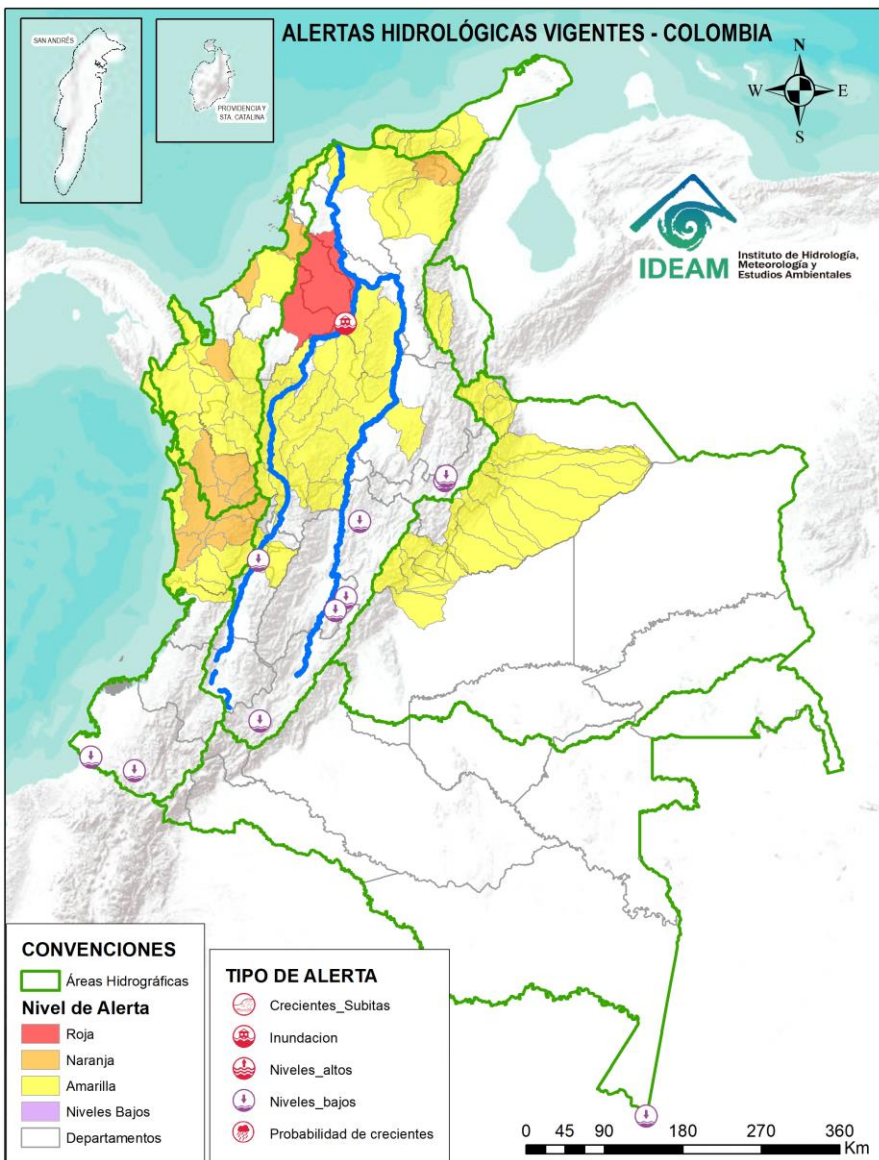 ALERTAS HIDROLÓGICAS VIGENTES - COLOMBIA
SAN ANDRÉS
PROVIDENCIA Y
STA. CATALINA
N
W
E
S
IDEAM
Instituto de Hidrología,
Meteorología y
Estudios Ambientales
CONVENCIONES
Áreas Hidrográficas
Nivel de Alerta
Roja
Naranja
Amarilla
Niveles Bajos
Departamentos
TIPO DE ALERTA
Crecientes_Subitas
Inundacion
Niveles_altos
Niveles_bajos
Probabilidad de crecientes
0 45 90 180 270 360
Km